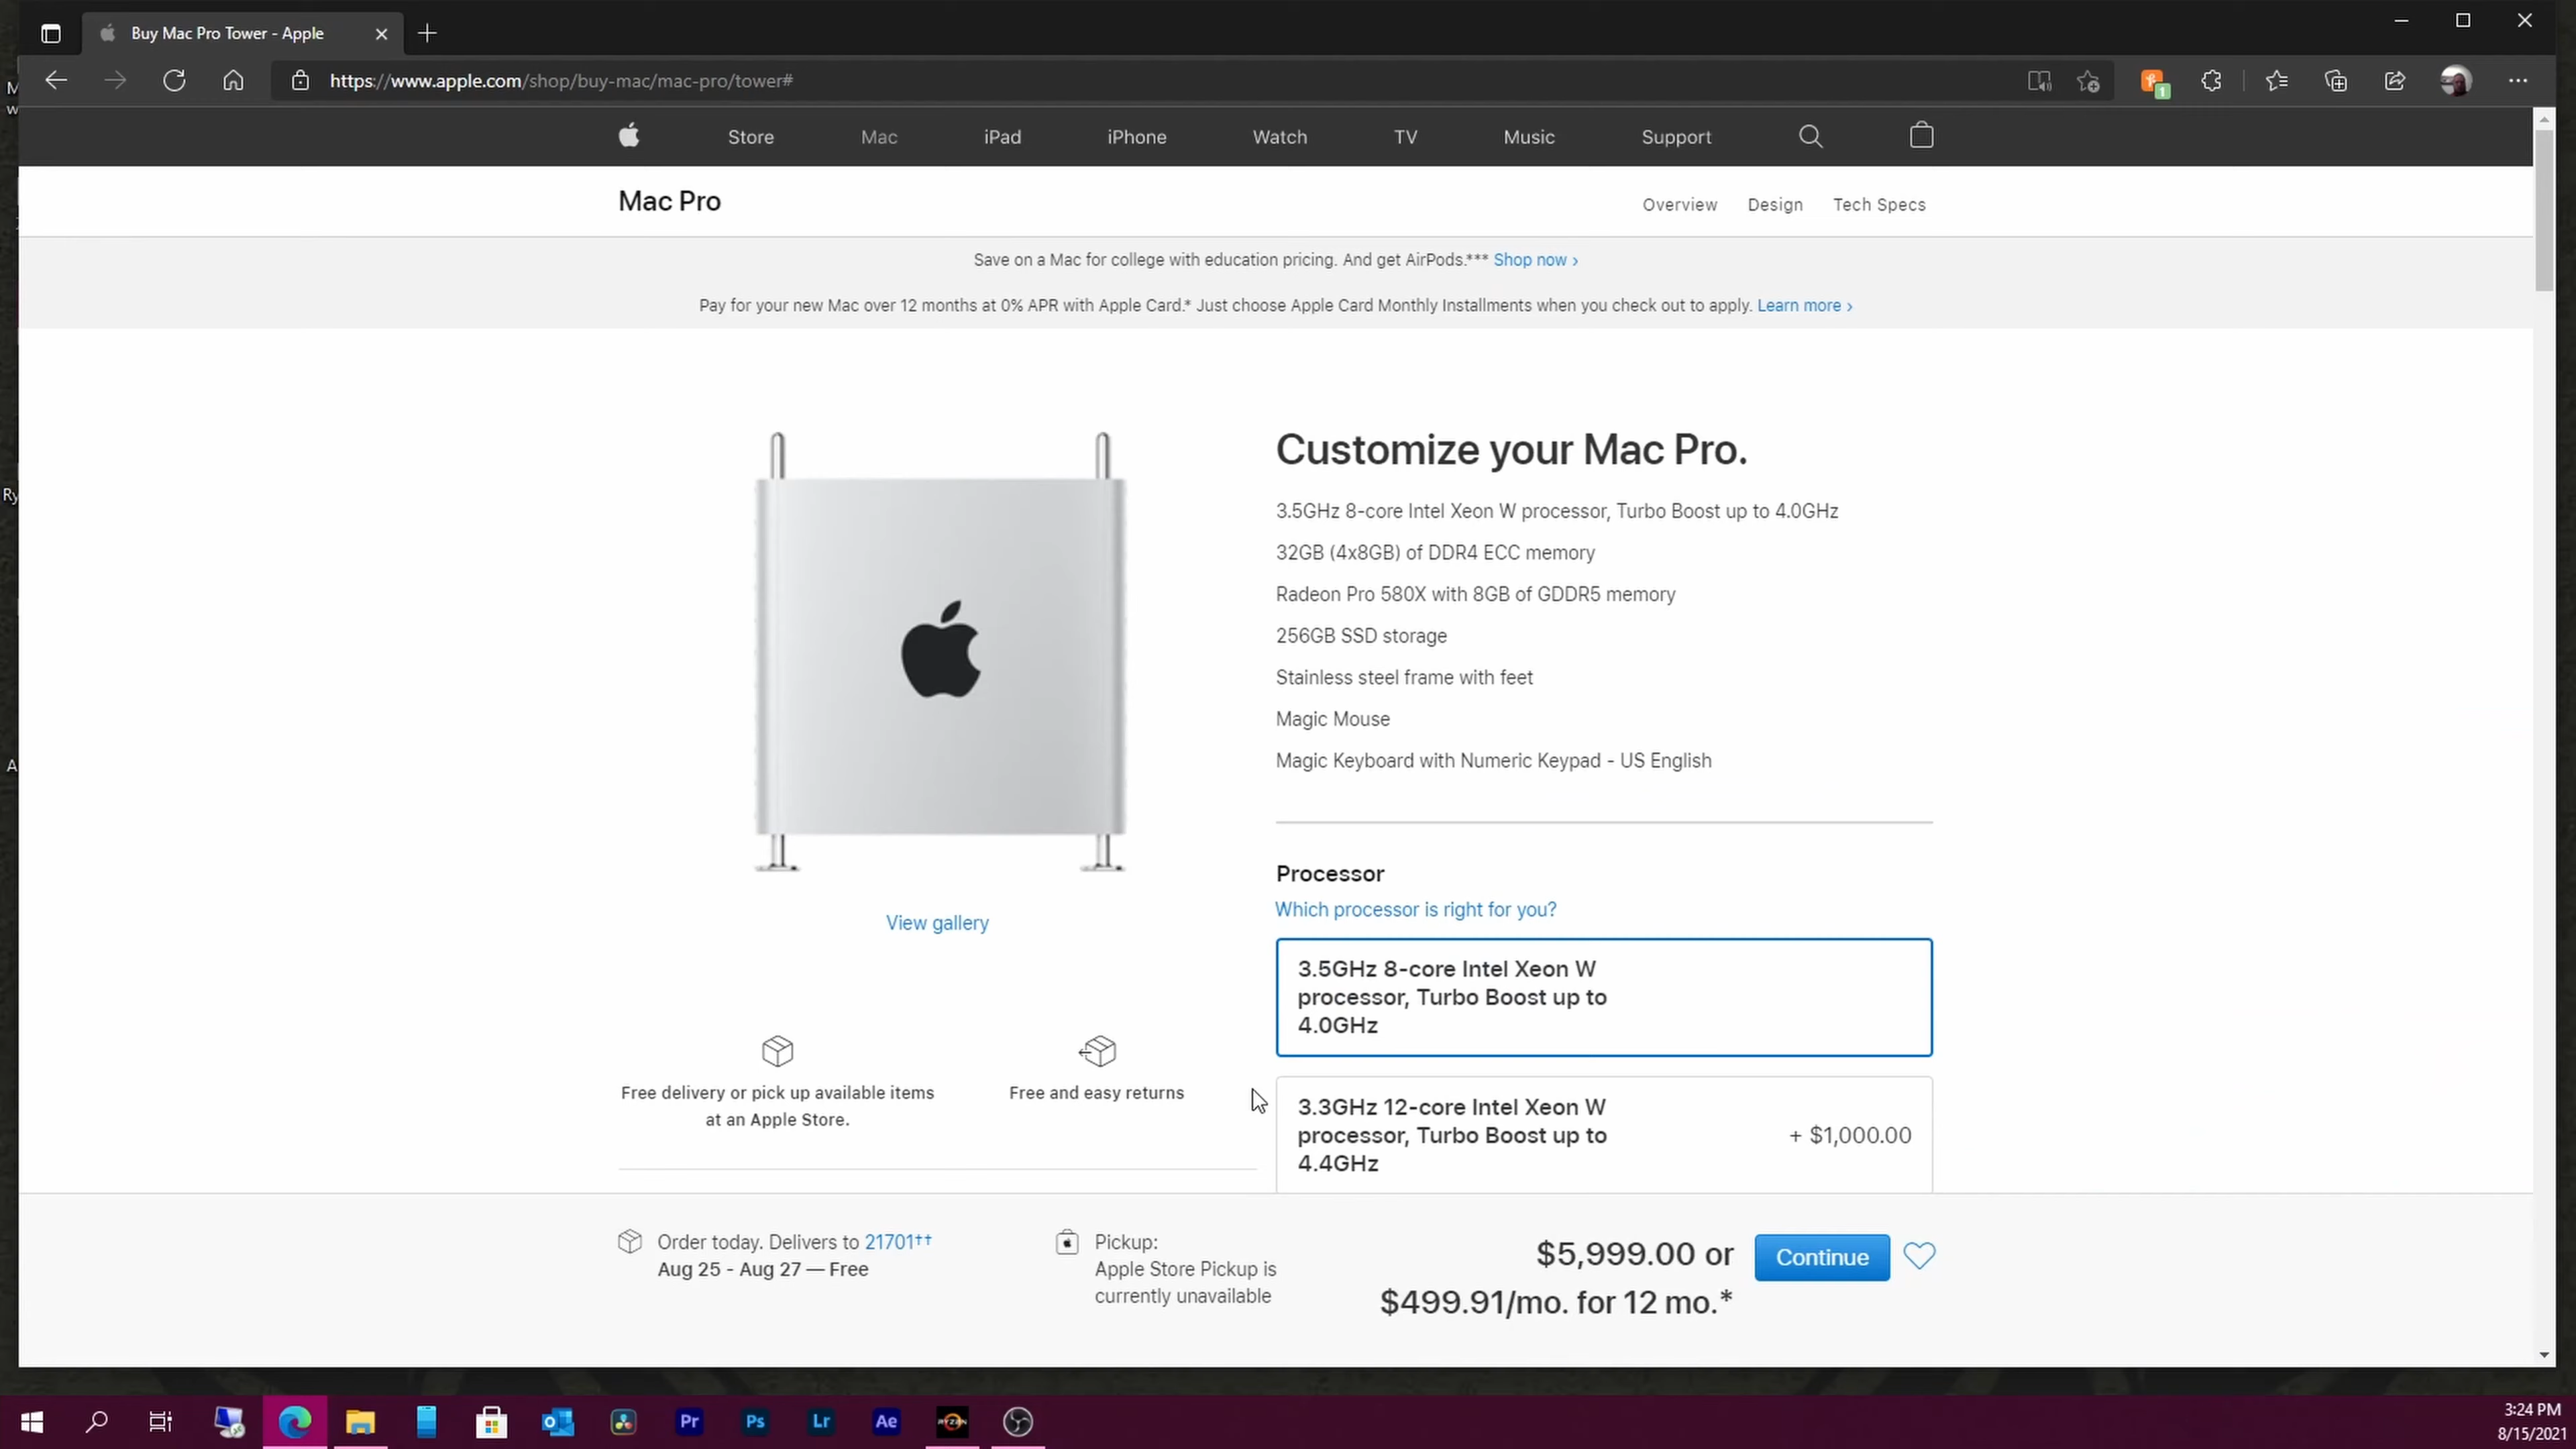 Buy Mac Pro Tower - Apple
https://www.apple.com/shop/buy-mac/mac-pro/tower#
1
Store Mac iPad iPhone Watch TV Music Support
Mac Pro
Overview Design Tech Specs
Save on a Mac for college with education pricing. And get AirPods.*** Shop now ›
Pay for your new Mac over 12 months at 0% APR with Apple Card.* Just choose Apple Card Monthly Installments when you check out to apply. Learn more ›
Customize your Mac Pro.
3.5GHz 8-core Intel Xeon W processor, Turbo Boost up to 4.0GHz
32GB (4x8GB) of DDR4 ECC memory
Radeon Pro 580X with 8GB of GDDR5 memory
256GB SSD storage
Stainless steel frame with feet
Magic Mouse
Magic Keyboard with Numeric Keypad - US English
View gallery
Free delivery or pick up available items
at an Apple Store.
Free and easy returns
Processor
Which processor is right for you?
3.5GHz 8-core Intel Xeon W
processor, Turbo Boost up to
4.0GHz
3.3GHz 12-core Intel Xeon W
processor, Turbo Boost up to
4.4GHz
+ $1,000.00
Order today. Delivers to 21701††
Aug 25 - Aug 27 — Free
Pickup:
Apple Store Pickup is
currently unavailable
$5,999.00 or
$499.91/mo. for 12 mo.*
Continue
Pr Ps Lr Ae RYZEN
3:24 PM
8/15/2021